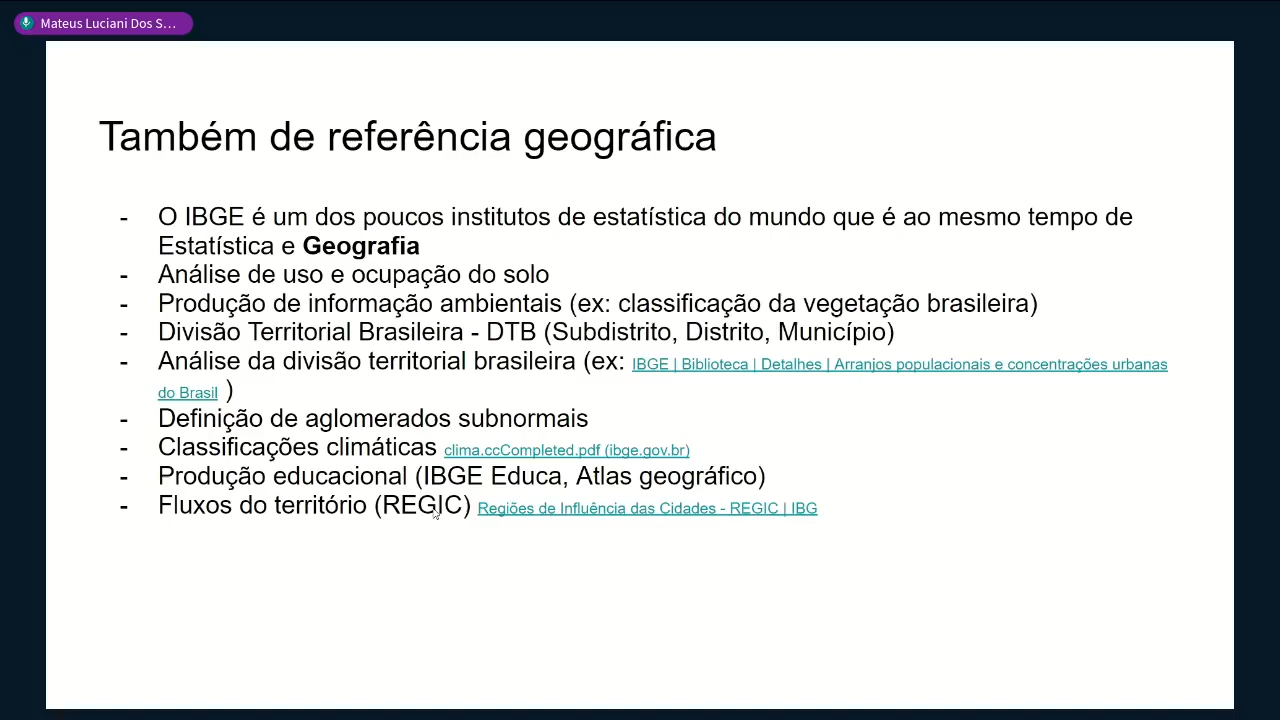 Mateus Luciani Dos S...
Também de referência geográfica
- O IBGE é um dos poucos institutos de estatística do mundo que é ao mesmo tempo de
Estatística e Geografia
- Análise de uso e ocupação do solo
- Produção de informação ambientais (ex: classificação da vegetação brasileira)
- Divisão Territorial Brasileira - DTB (Subdistrito, Distrito, Município)
- Análise da divisão territorial brasileira (ex: IBGE | Biblioteca | Detalhes | Arranjos populacionais e concentrações urbanas
do Brasil )
- Definição de aglomerados subnormais
- Classificações climáticas clima.ccCompleted.pdf (ibge.gov.br)
- Produção educacional (IBGE Educa, Atlas geográfico)
- Fluxos do território (REGIC) Regiões de Influência das Cidades - REGIC | IBG